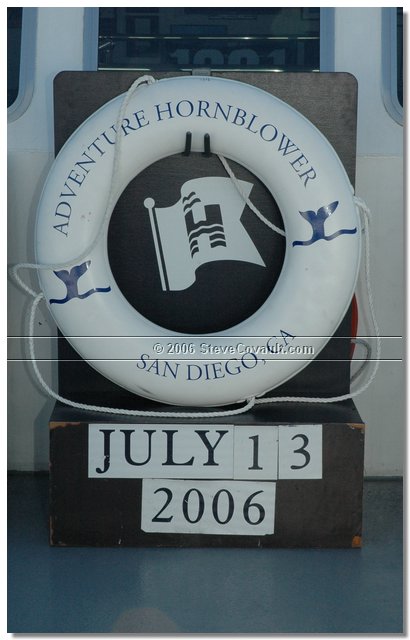 ADVENTURE HORNBLOWER
H
© 2006 SteveCovault.com
SAN DIEGO, CA
JULY 13
2006